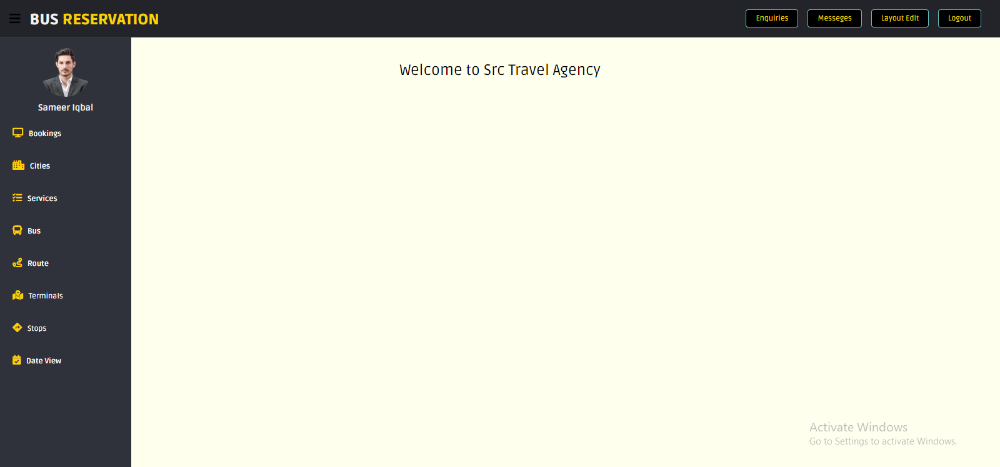 BUS RESERVATION
Enquiries
Messeges
Layout Edit
Logout
Sameer Iqbal
Bookings
Cities
Services
Bus
Route
Terminals
Stops
Date View
Welcome to Src Travel Agency
Activate Windows
Go to Settings to activate Windows.